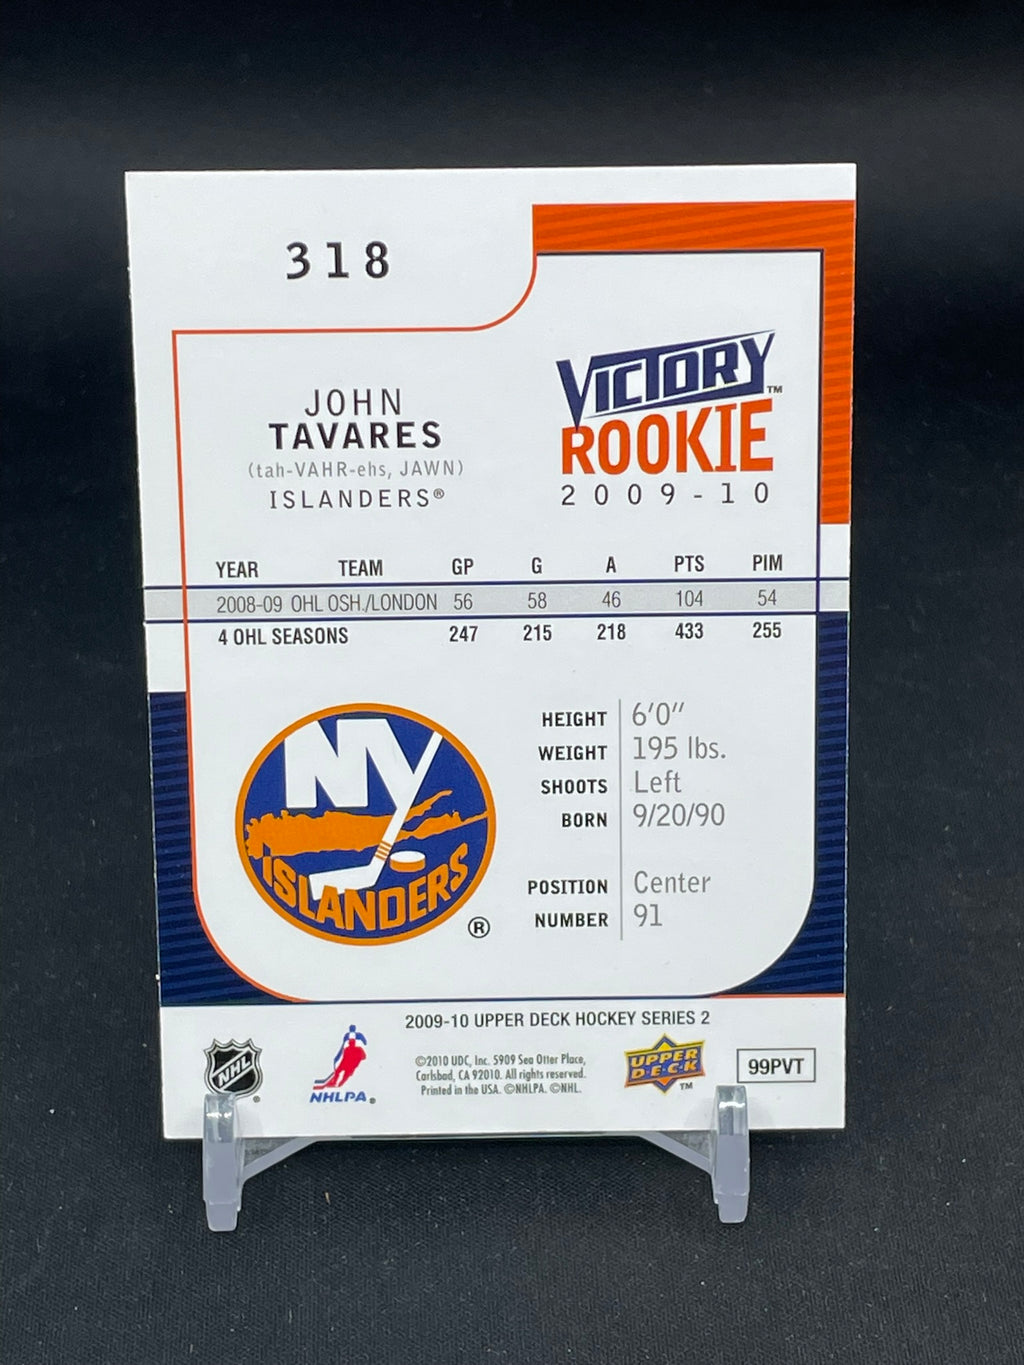 318
VICTORY™
ROOKIE
2009-10
JOHN
TAVARES
(tah-VAHR-ehs, JAWN)
ISLANDERS®
YEAR TEAM GP G A PTS PIM
2008-09 OHL OSH./LONDON 56 58 46 104 54
4 OHL SEASONS 247 215 218 433 255
NY
ISLANDERS
®
HEIGHT 6'0"
WEIGHT 195 lbs.
SHOOTS Left
BORN 9/20/90
POSITION Center
NUMBER 91
2009-10 UPPER DECK HOCKEY SERIES 2
NHL®
NHLPA®
©2010 UDC, Inc. 5909 Sea Otter Place,
Carlsbad, CA 92010. All rights reserved.
Printed in the USA. ©NHLPA. ©NHL.
UPPER
DECK™
99PVT